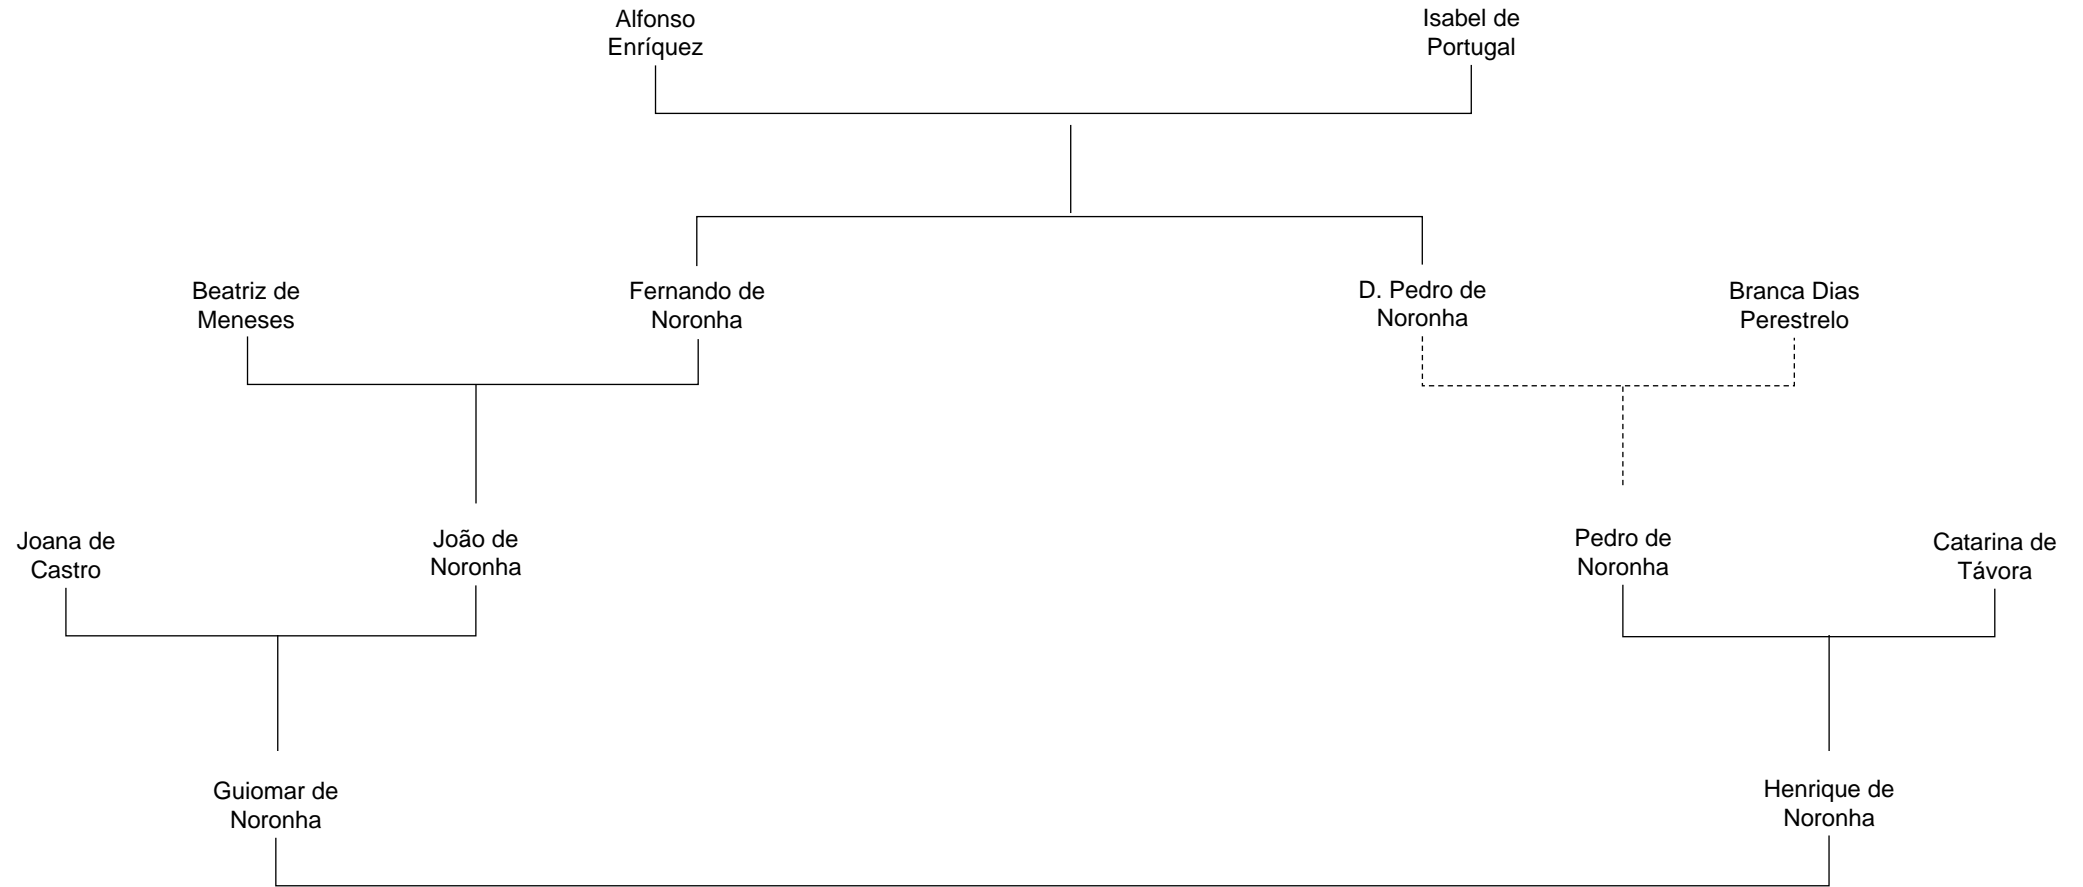 Alfonso
Enríquez
Isabel de
Portugal
Beatriz de
Meneses
Fernando de
Noronha
D. Pedro de
Noronha
Branca Dias
Perestrelo
Joana de
Castro
João de
Noronha
Pedro de
Noronha
Catarina de
Távora
Guiomar de
Noronha
Henrique de
Noronha